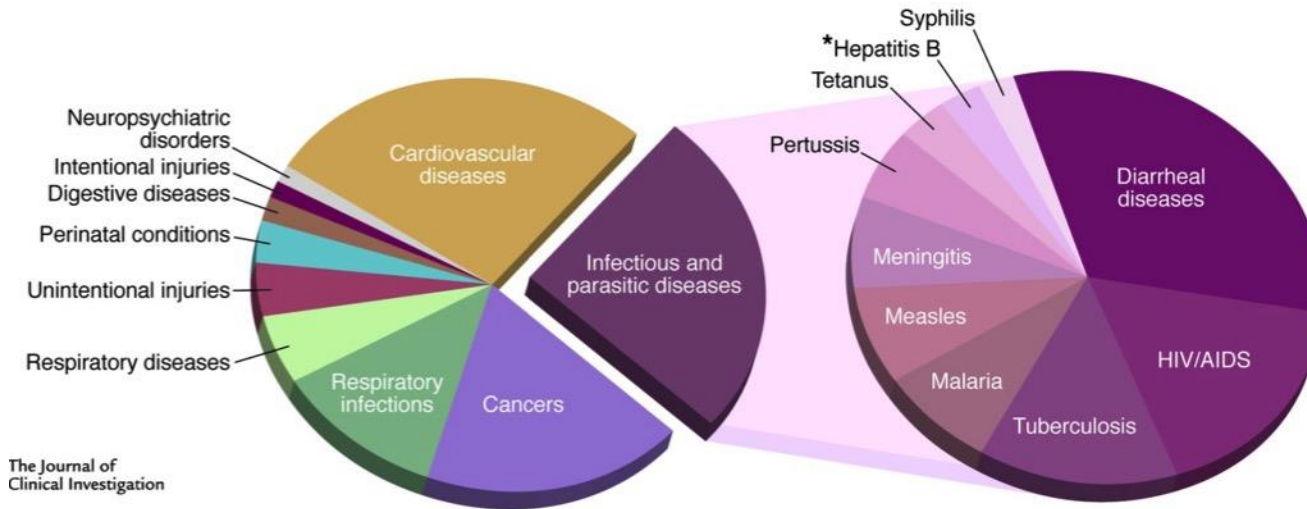 Syphilis
*Hepatitis B
Tetanus
Pertussis
Neuropsychiatric
disorders
Intentional injuries
Digestive diseases
Perinatal conditions
Unintentional injuries
Respiratory diseases
Cardiovascular
diseases
Infectious and
parasitic diseases
Respiratory
infections
Cancers
Diarrheal
diseases
Meningitis
Measles
Malaria
Tuberculosis
HIV/AIDS
The Journal of
Clinical Investigation